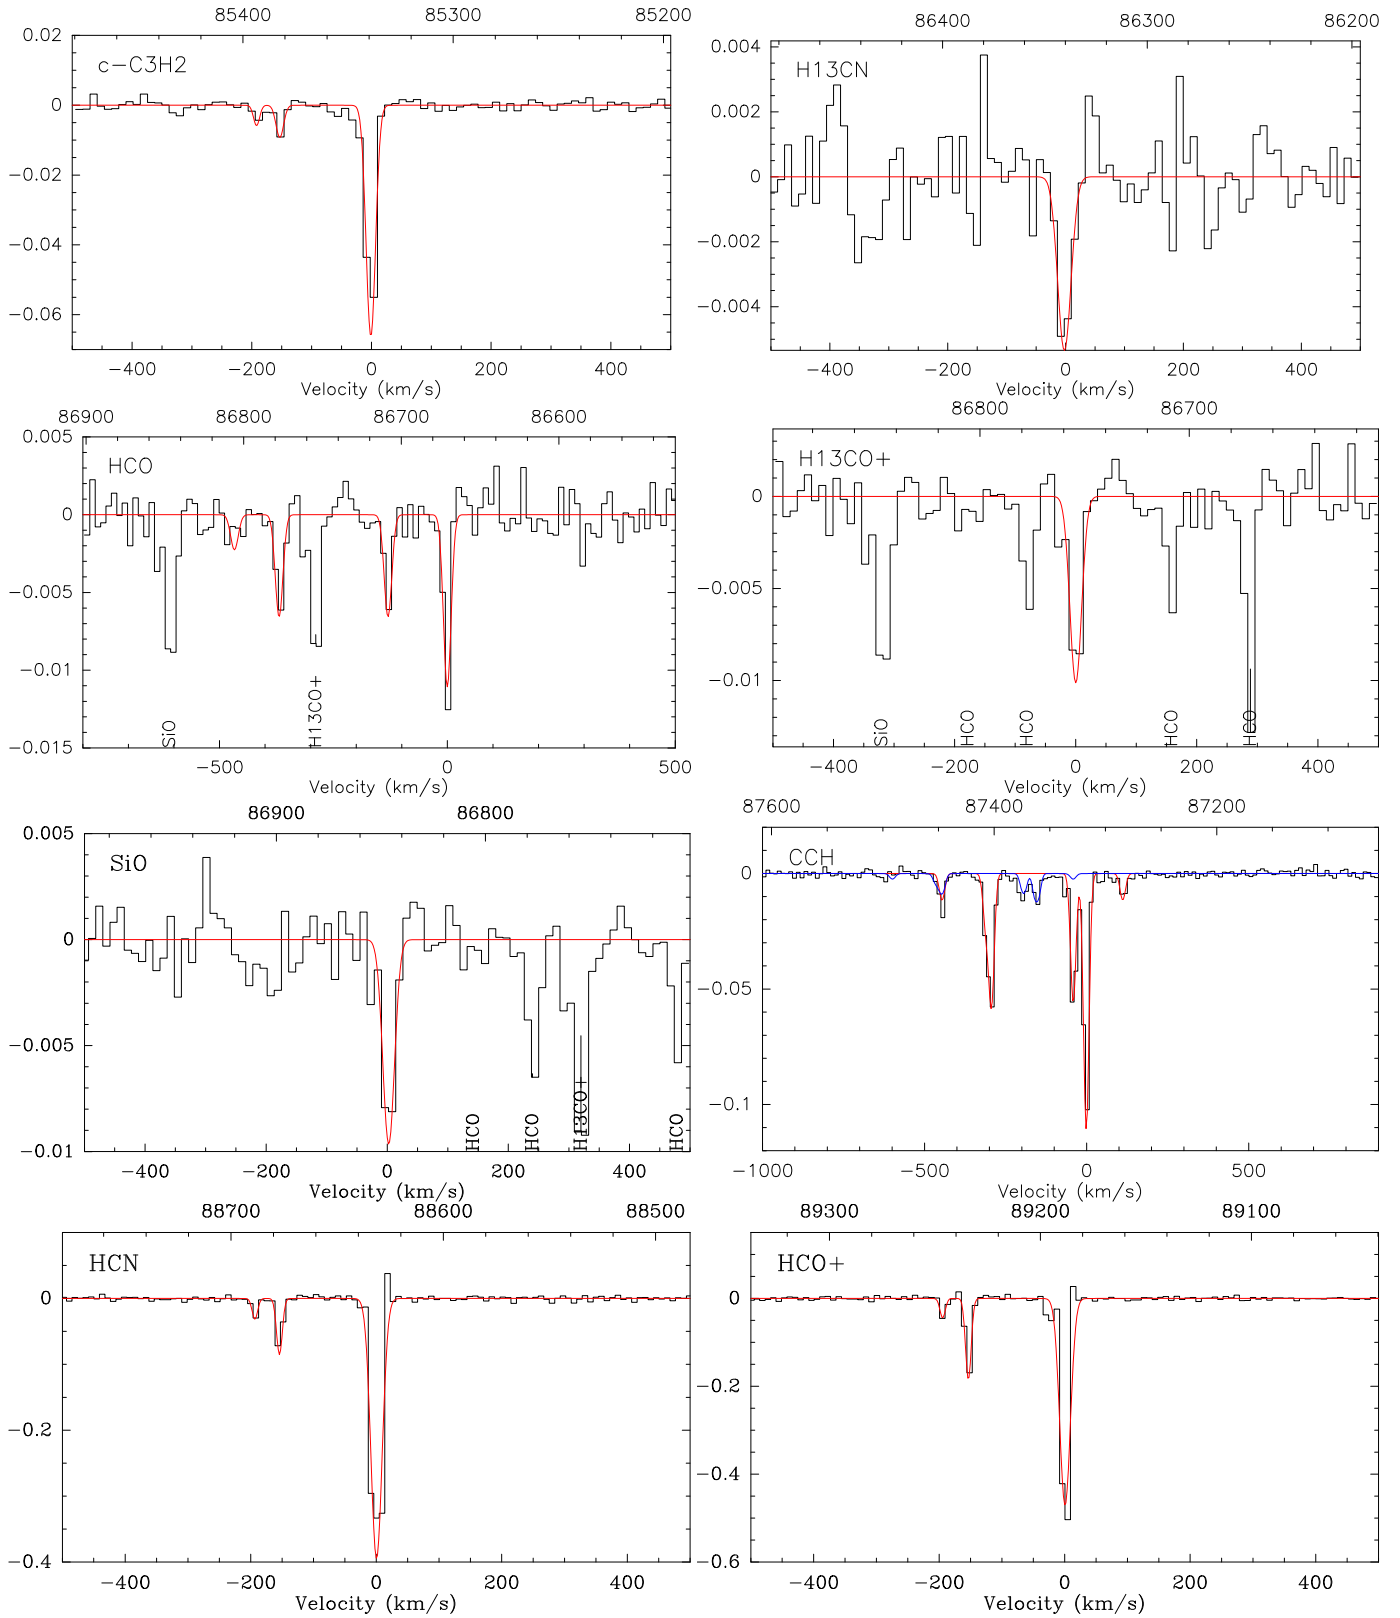 85400 85300 85200
0.02
c−C3H2
0
−0.02
−0.04
−0.06
−400 −200 0 200 400
Velocity (km/s)
86400 86300 86200
0.004
H13CN
0.002
0
−0.002
−0.004
−400 −200 0 200 400
Velocity (km/s)
86900 86800 86700 86600
0.005
HCO
0
−0.005
−0.01
−0.015
SiO
H13CO+
−500 0 500
Velocity (km/s)
86800 86700
H13CO+
0
−0.005
−0.01
SiO
HCO
HCO
HCO
HCO
−400 −200 0 200 400
Velocity (km/s)
86900 86800
0.005
SiO
0
−0.005
−0.01
HCO
HCO
H13CO+
HCO
−400 −200 0 200 400
Velocity (km/s)
87600 87400 87200
CCH
0
−0.05
−0.1
−1000 −500 0 500
Velocity (km/s)
88700 88600 88500
HCN
0
−0.2
−0.4
−400 −200 0 200 400
Velocity (km/s)
89300 89200 89100
HCO+
0
−0.2
−0.4
−0.6
−400 −200 0 200 400
Velocity (km/s)